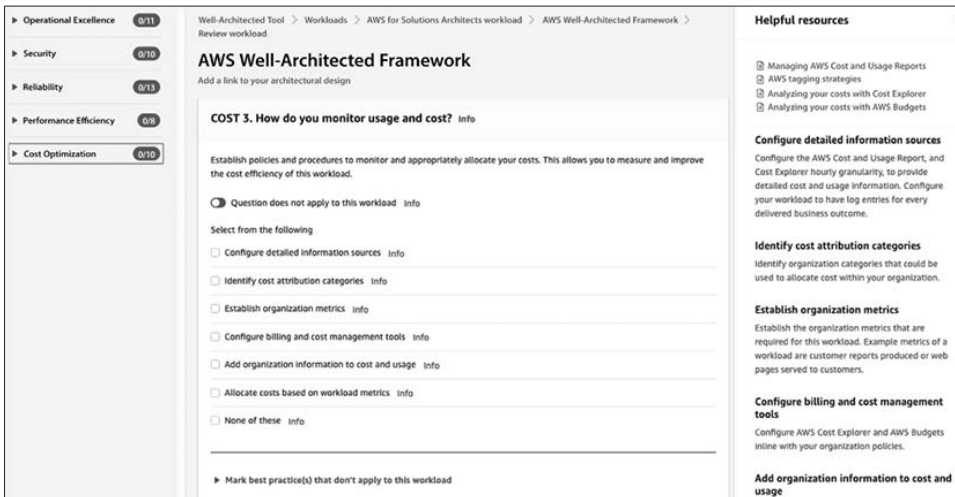 Operational Excellence 0/11
Security 0/10
Reliability 0/13
Performance Efficiency 0/8
Cost Optimization 0/10
Well-Architected Tool > Workloads > AWS for Solutions Architects workload > AWS Well-Architected Framework >
Review workload
AWS Well-Architected Framework
Add a link to your architectural design
COST 3. How do you monitor usage and cost? Info
Establish policies and procedures to monitor and appropriately allocate your costs. This allows you to measure and improve
the cost efficiency of this workload.
Question does not apply to this workload Info
Select from the following
Configure detailed information sources Info
Identify cost attribution categories Info
Establish organization metrics Info
Configure billing and cost management tools Info
Add organization information to cost and usage Info
Allocate costs based on workload metrics Info
None of these Info
Mark best practice(s) that don't apply to this workload
Helpful resources
Managing AWS Cost and Usage Reports
AWS tagging strategies
Analyzing your costs with Cost Explorer
Analyzing your costs with AWS Budgets
Configure detailed information sources
Configure the AWS Cost and Usage Report, and
Cost Explorer hourly granularity, to provide
detailed cost and usage information. Configure
your workload to have log entries for every
delivered business outcome.
Identify cost attribution categories
Identify organization categories that could be
used to allocate cost within your organization.
Establish organization metrics
Establish the organization metrics that are
required for this workload. Example metrics of a
workload are customer reports produced or web
pages served to customers.
Configure billing and cost management
tools
Configure AWS Cost Explorer and AWS Budgets
inline with your organization policies.
Add organization information to cost and
usage